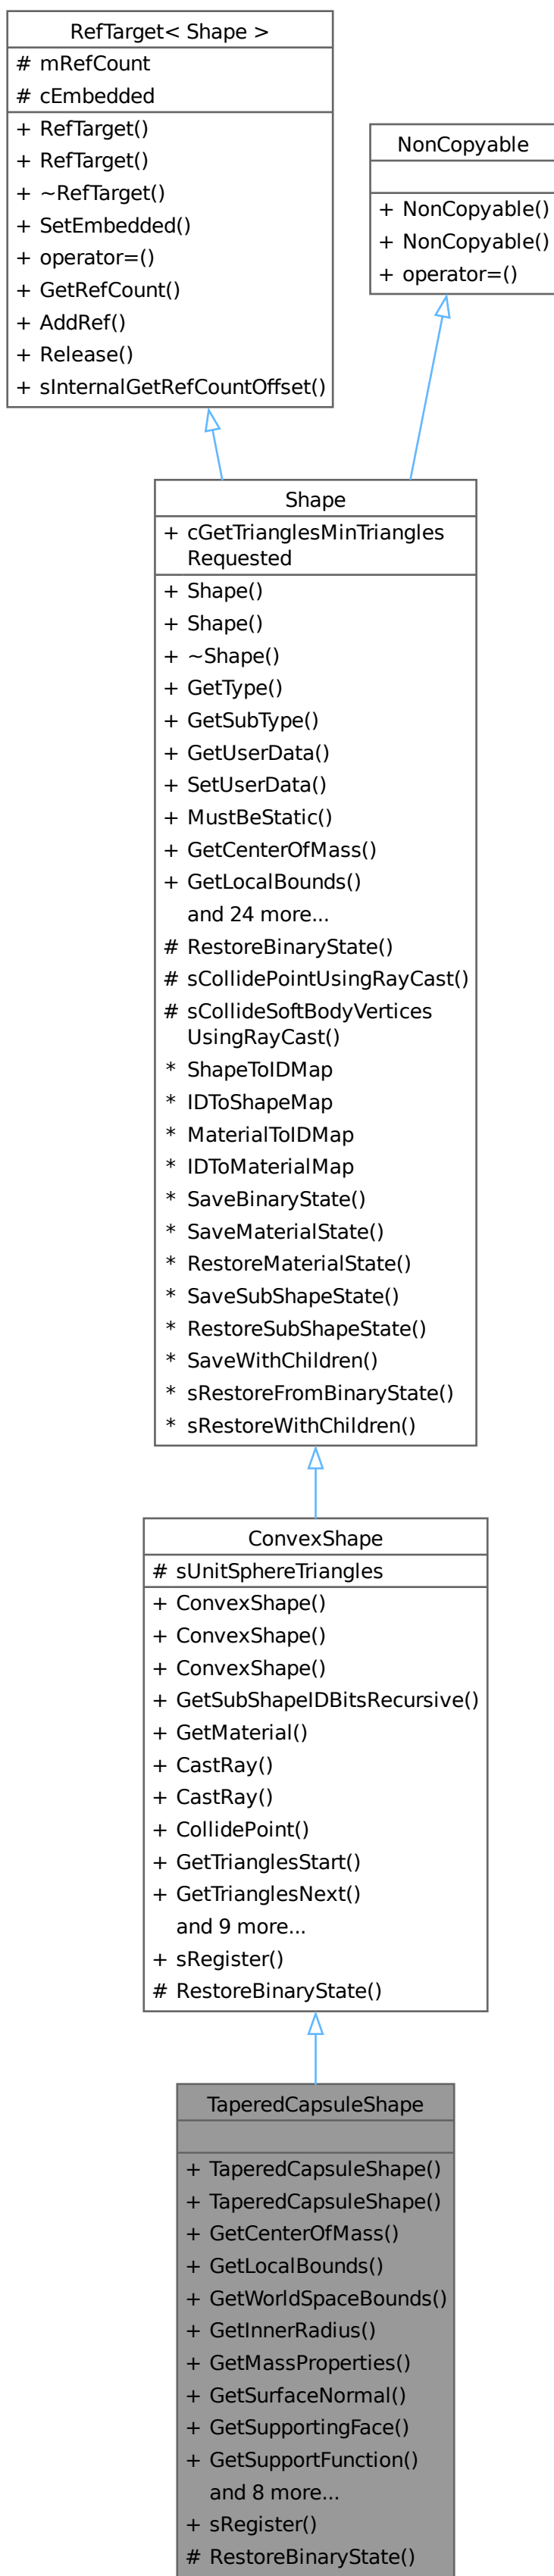 RefTarget< Shape >
# mRefCount
# cEmbedded
+ RefTarget()
+ RefTarget()
+ ~RefTarget()
+ SetEmbedded()
+ operator=()
+ GetRefCount()
+ AddRef()
+ Release()
+ sInternalGetRefCountOffset()
NonCopyable
+ NonCopyable()
+ NonCopyable()
+ operator=()
Shape
+ cGetTrianglesMinTriangles
Requested
+ Shape()
+ Shape()
+ ~Shape()
+ GetType()
+ GetSubType()
+ GetUserData()
+ SetUserData()
+ MustBeStatic()
+ GetCenterOfMass()
+ GetLocalBounds()
and 24 more...
# RestoreBinaryState()
# sCollidePointUsingRayCast()
# sCollideSoftBodyVertices
UsingRayCast()
* ShapeToIDMap
* IDToShapeMap
* MaterialToIDMap
* IDToMaterialMap
* SaveBinaryState()
* SaveMaterialState()
* RestoreMaterialState()
* SaveSubShapeState()
* RestoreSubShapeState()
* SaveWithChildren()
* sRestoreFromBinaryState()
* sRestoreWithChildren()
ConvexShape
# sUnitSphereTriangles
+ ConvexShape()
+ ConvexShape()
+ ConvexShape()
+ GetSubShapeIDBitsRecursive()
+ GetMaterial()
+ CastRay()
+ CastRay()
+ CollidePoint()
+ GetTrianglesStart()
+ GetTrianglesNext()
and 9 more...
+ sRegister()
# RestoreBinaryState()
TaperedCapsuleShape
+ TaperedCapsuleShape()
+ TaperedCapsuleShape()
+ GetCenterOfMass()
+ GetLocalBounds()
+ GetWorldSpaceBounds()
+ GetInnerRadius()
+ GetMassProperties()
+ GetSurfaceNormal()
+ GetSupportingFace()
+ GetSupportFunction()
and 8 more...
+ sRegister()
# RestoreBinaryState()